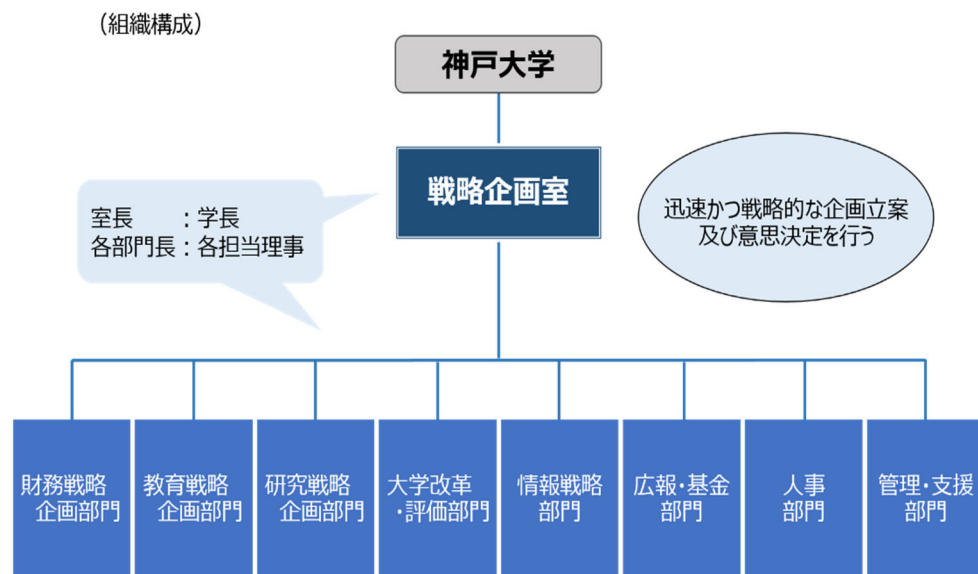 （組織構成）
神戸大学
戦略企画室
室長　　：学長
各部門長：各担当理事
迅速かつ戦略的な企画立案
及び意思決定を行う
財務戦略
企画部門
教育戦略
企画部門
研究戦略
企画部門
大学改革
・評価部門
情報戦略
部門
広報・基金
部門
人事
部門
管理・支援
部門